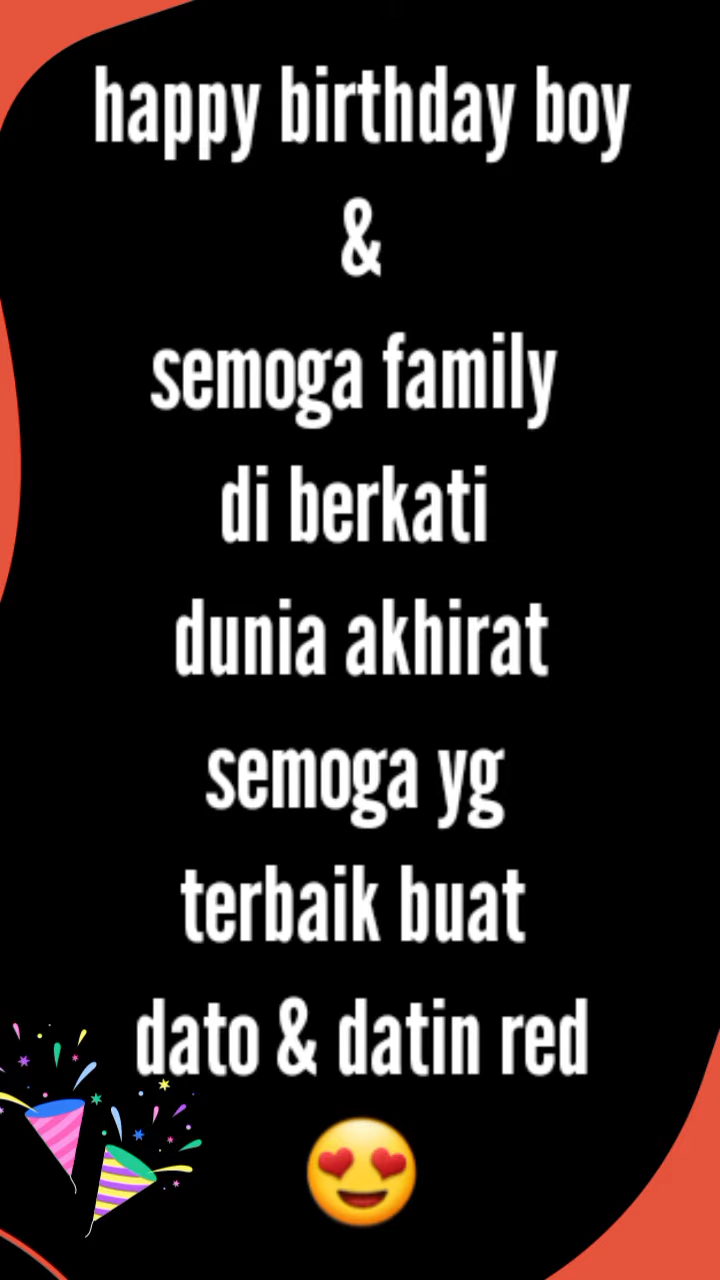 happy birthday boy
&
semoga family
di berkati
dunia akhirat
semoga yg
terbaik buat
dato & datin red
😍